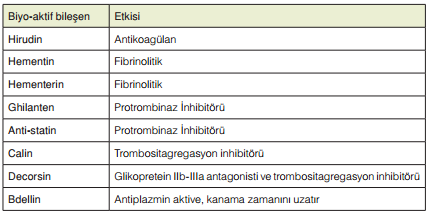 Biyo-aktif bileşen Etkisi
Hirudin Antikoagülan
Hementin Fibrinolitik
Hementerin Fibrinolitik
Ghilanten Protrombinaz İnhibitörü
Anti-statin Protrombinaz İnhibitörü
Calin Trombositagregasyon inhibitörü
Decorsin Glikopretein IIb-IIIa antagonisti ve trombositagregasyon inhibitörü
Bdellin Antiplazmin aktive, kanama zamanını uzatır